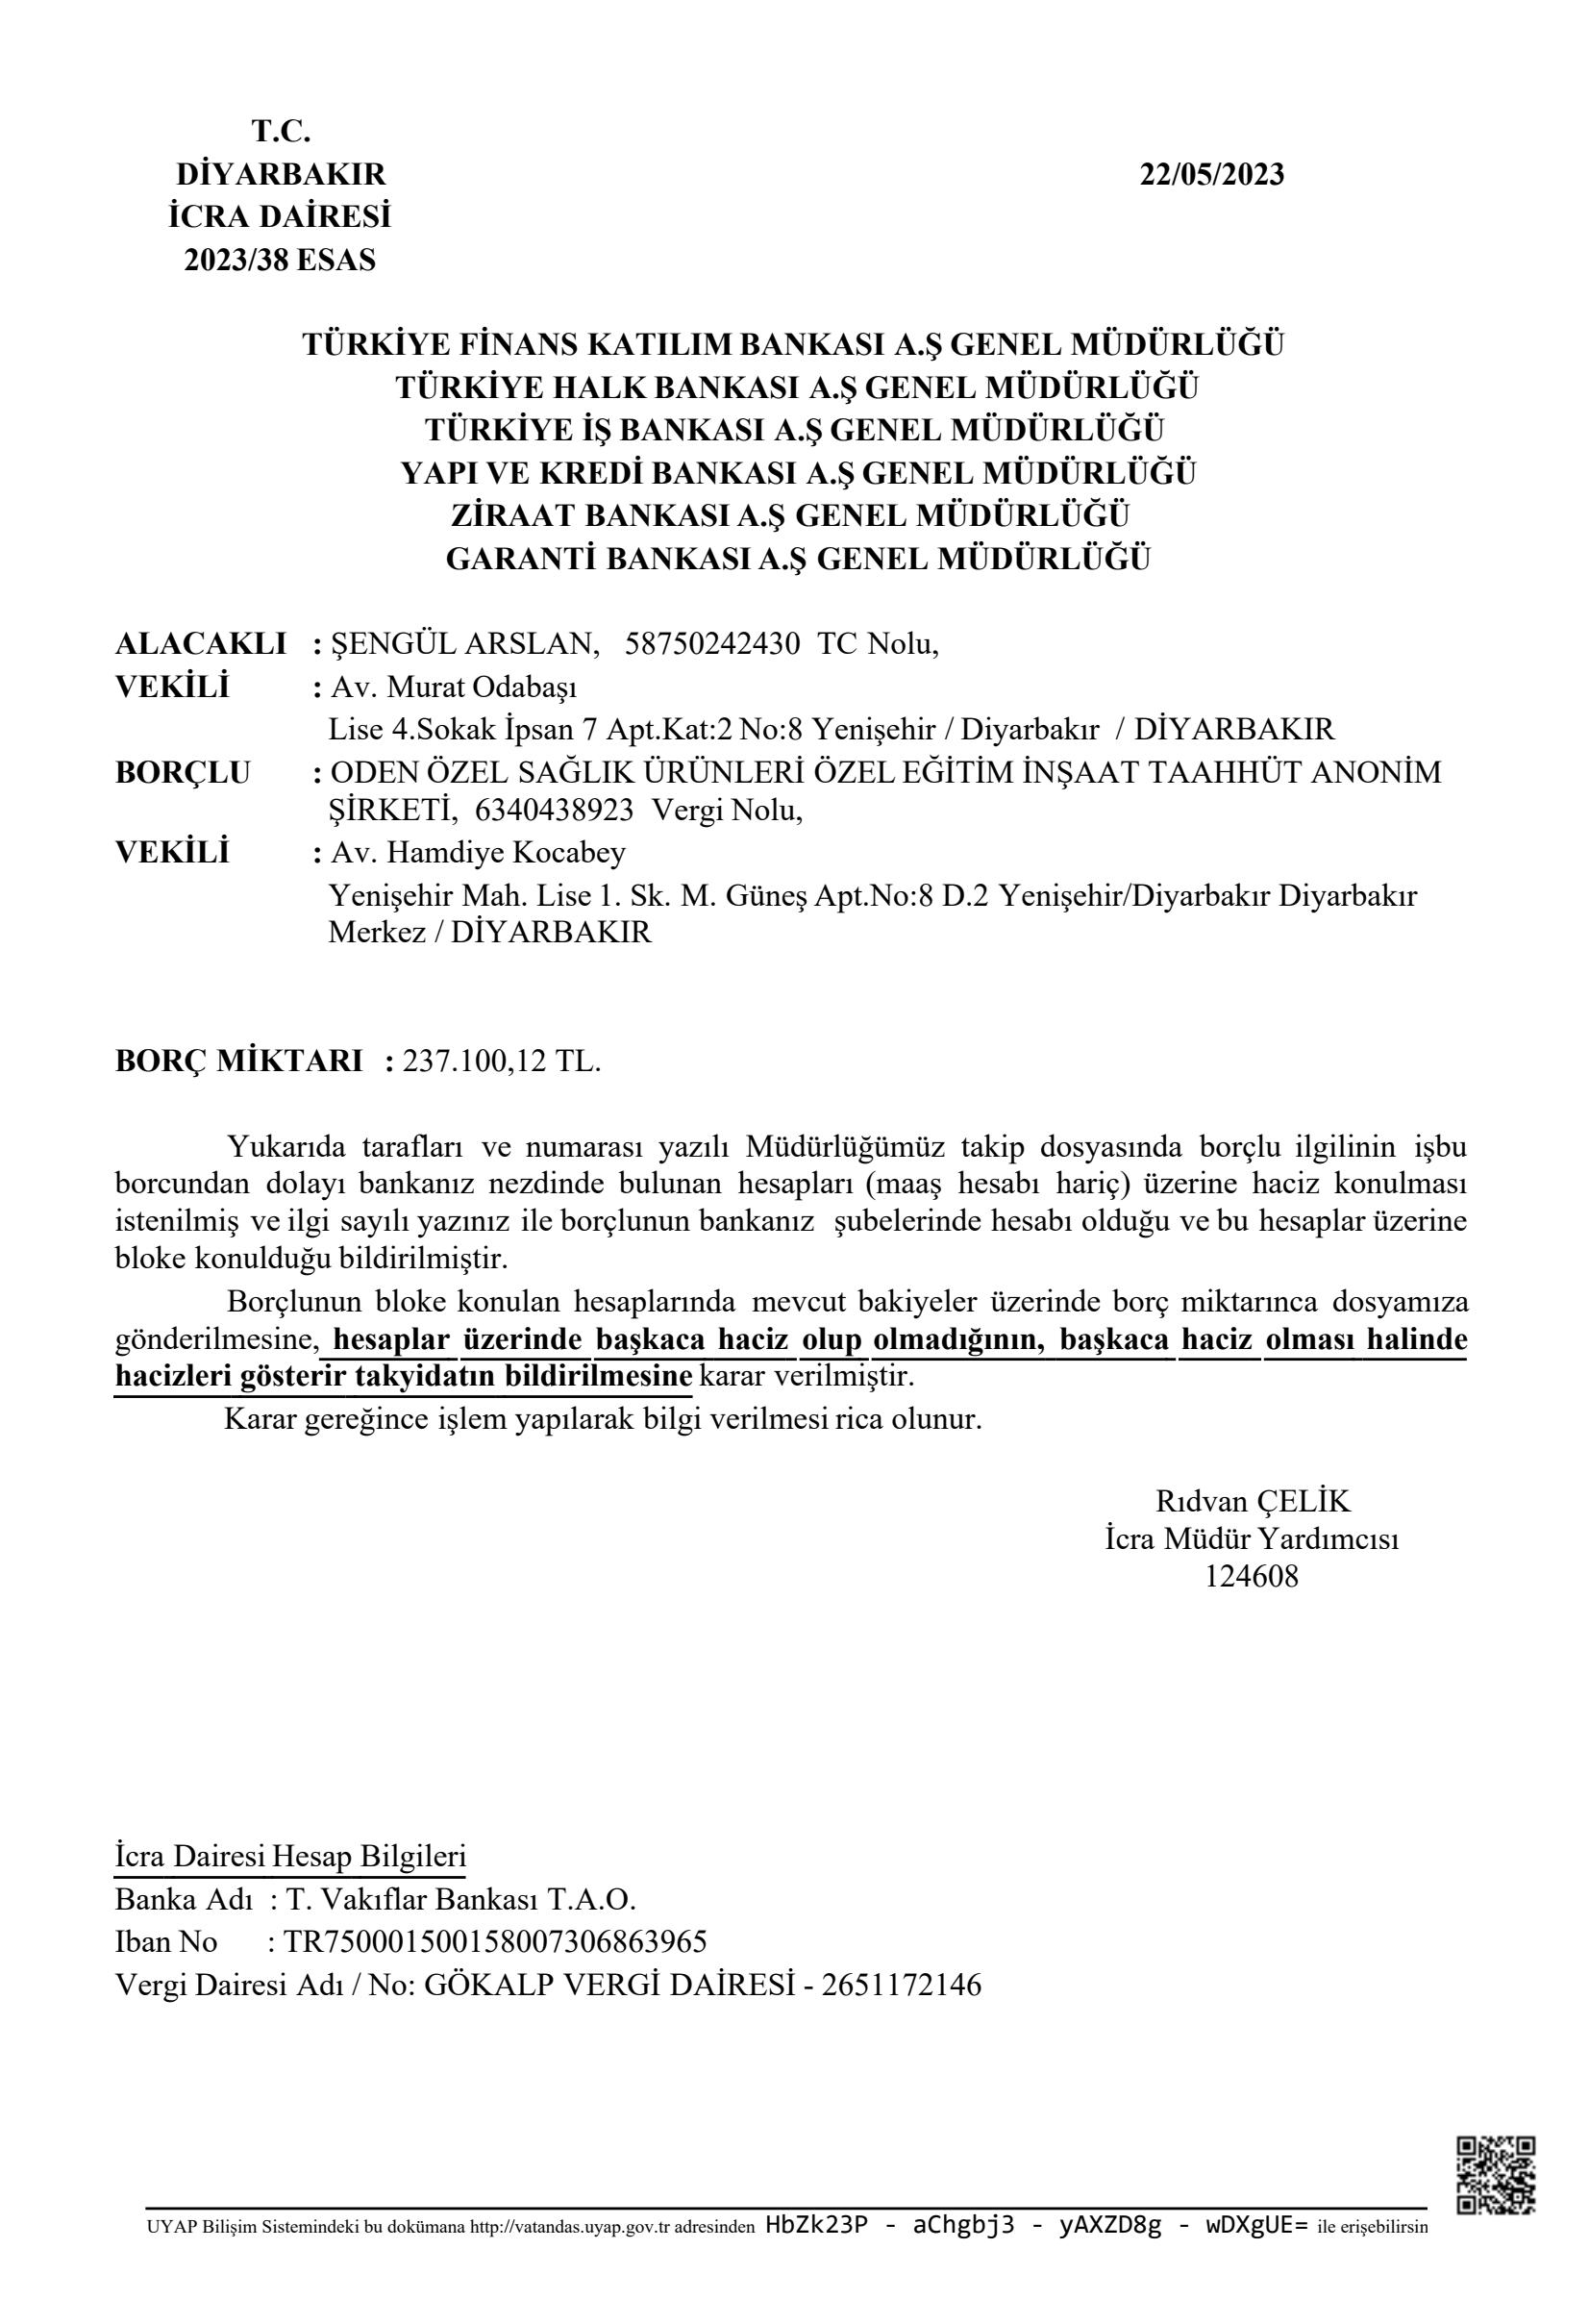 T.C.
DİYARBAKIR
İCRA DAİRESİ
2023/38 ESAS
22/05/2023
TÜRKİYE FİNANS KATILIM BANKASI A.Ş GENEL MÜDÜRLÜĞÜ
TÜRKİYE HALK BANKASI A.Ş GENEL MÜDÜRLÜĞÜ
TÜRKİYE İŞ BANKASI A.Ş GENEL MÜDÜRLÜĞÜ
YAPI VE KREDİ BANKASI A.Ş GENEL MÜDÜRLÜĞÜ
ZİRAAT BANKASI A.Ş GENEL MÜDÜRLÜĞÜ
GARANTİ BANKASI A.Ş GENEL MÜDÜRLÜĞÜ
ALACAKLI : ŞENGÜL ARSLAN, 58750242430 TC Nolu,
VEKİLİ : Av. Murat Odabaşı
Lise 4.Sokak İpsan 7 Apt.Kat:2 No:8 Yenişehir / Diyarbakır / DİYARBAKIR
BORÇLU : ODEN ÖZEL SAĞLIK ÜRÜNLERİ ÖZEL EĞİTİM İNŞAAT TAAHHÜT ANONİM
ŞİRKETİ, 6340438923 Vergi Nolu,
VEKİLİ : Av. Hamdiye Kocabey
Yenişehir Mah. Lise 1. Sk. M. Güneş Apt.No:8 D.2 Yenişehir/Diyarbakır Diyarbakır
Merkez / DİYARBAKIR
BORÇ MİKTARI : 237.100,12 TL.
Yukarıda tarafları ve numarası yazılı Müdürlüğümüz takip dosyasında borçlu ilgilinin işbu
borcundan dolayı bankanız nezdinde bulunan hesapları (maaş hesabı hariç) üzerine haciz konulması
istenilmiş ve ilgi sayılı yazınız ile borçlunun bankanız şubelerinde hesabı olduğu ve bu hesaplar üzerine
bloke konulduğu bildirilmiştir.
Borçlunun bloke konulan hesaplarında mevcut bakiyeler üzerinde borç miktarınca dosyamıza
gönderilmesine, hesaplar üzerinde başkaca haciz olup olmadığının, başkaca haciz olması halinde
hacizleri gösterir takyidatın bildirilmesine karar verilmiştir.
Karar gereğince işlem yapılarak bilgi verilmesi rica olunur.
Rıdvan ÇELİK
İcra Müdür Yardımcısı
124608
İcra Dairesi Hesap Bilgileri
Banka Adı : T. Vakıflar Bankası T.A.O.
Iban No : TR750001500158007306863965
Vergi Dairesi Adı / No: GÖKALP VERGİ DAİRESİ - 2651172146
UYAP Bilişim Sistemindeki bu dokümana http://vatandas.uyap.gov.tr adresinden HbZk23P - aChgbj3 - yAXZD8g - wDXgUE= ile erişebilirsin